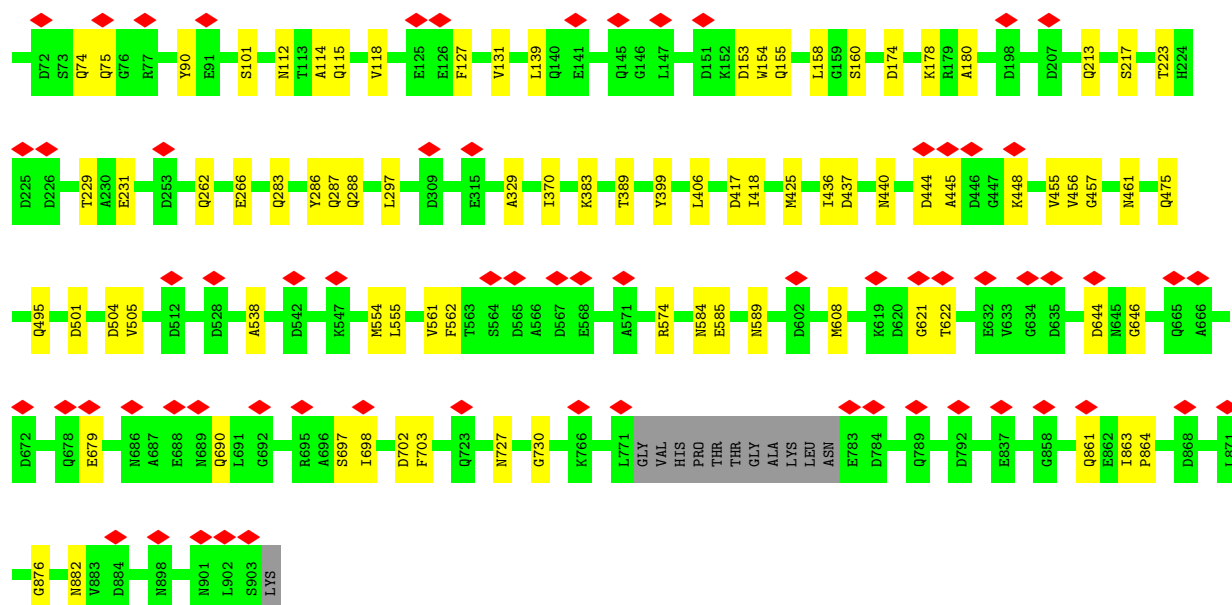 D72 S73 Q74 Q75 G76 R77 Y90 E91 S101 N112 T113 A114 Q115 V118 E125 E126 F127 V131 L139 Q140 E141 Q145 G146 L147 D151 K152 D153 W154 Q155 L158 G159 S160 D174 K178 R179 A180 D198 D207 Q213 S217 T223 H224
D225 D226 T229 A230 E231 D253 Q262 E266 Q283 Y286 Q287 Q288 L297 D309 E315 A329 I370 K383 T389 Y399 L406 D417 I418 M425 I436 D437 N440 D444 A445 D446 G447 K448 V455 V456 G457 N461 Q475
Q495 D501 D504 V505 D512 D528 A538 D542 K547 M554 L555 V561 F562 T563 S564 D565 A566 D567 E568 A571 R574 N584 E585 N589 D602 M608 K619 D620 G621 T622 E632 V633 G634 D635 D644 N645 G646 Q665 A666
D672 Q678 E679 N686 A687 E688 N689 Q690 L691 G692 R695 A696 S697 I698 D702 F703 Q723 N727 G730 K766 L771 GLY VAL HIS PRO THR THR GLY ALA LYS LEU ASN E783 D784 Q789 D792 E837 G858 Q861 E862 I863 P864 D868 L871
G876 N882 V883 D884 N898 N901 L902 S903 LYS